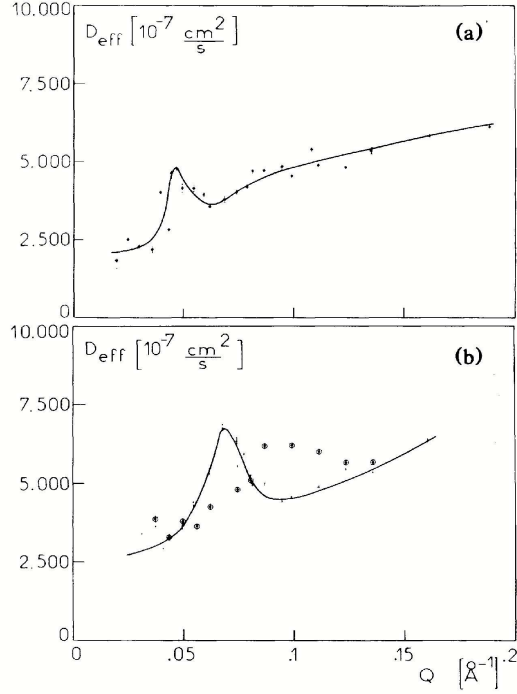 10.000
D_eff [10^-7 cm^2/s]
(a)
7.500
5.000
2.500
0
10.000
D_eff [10^-7 cm^2/s]
(b)
7.500
5.000
2.500
0
0 .05 .1 .15 .2
Q [Å^-1]